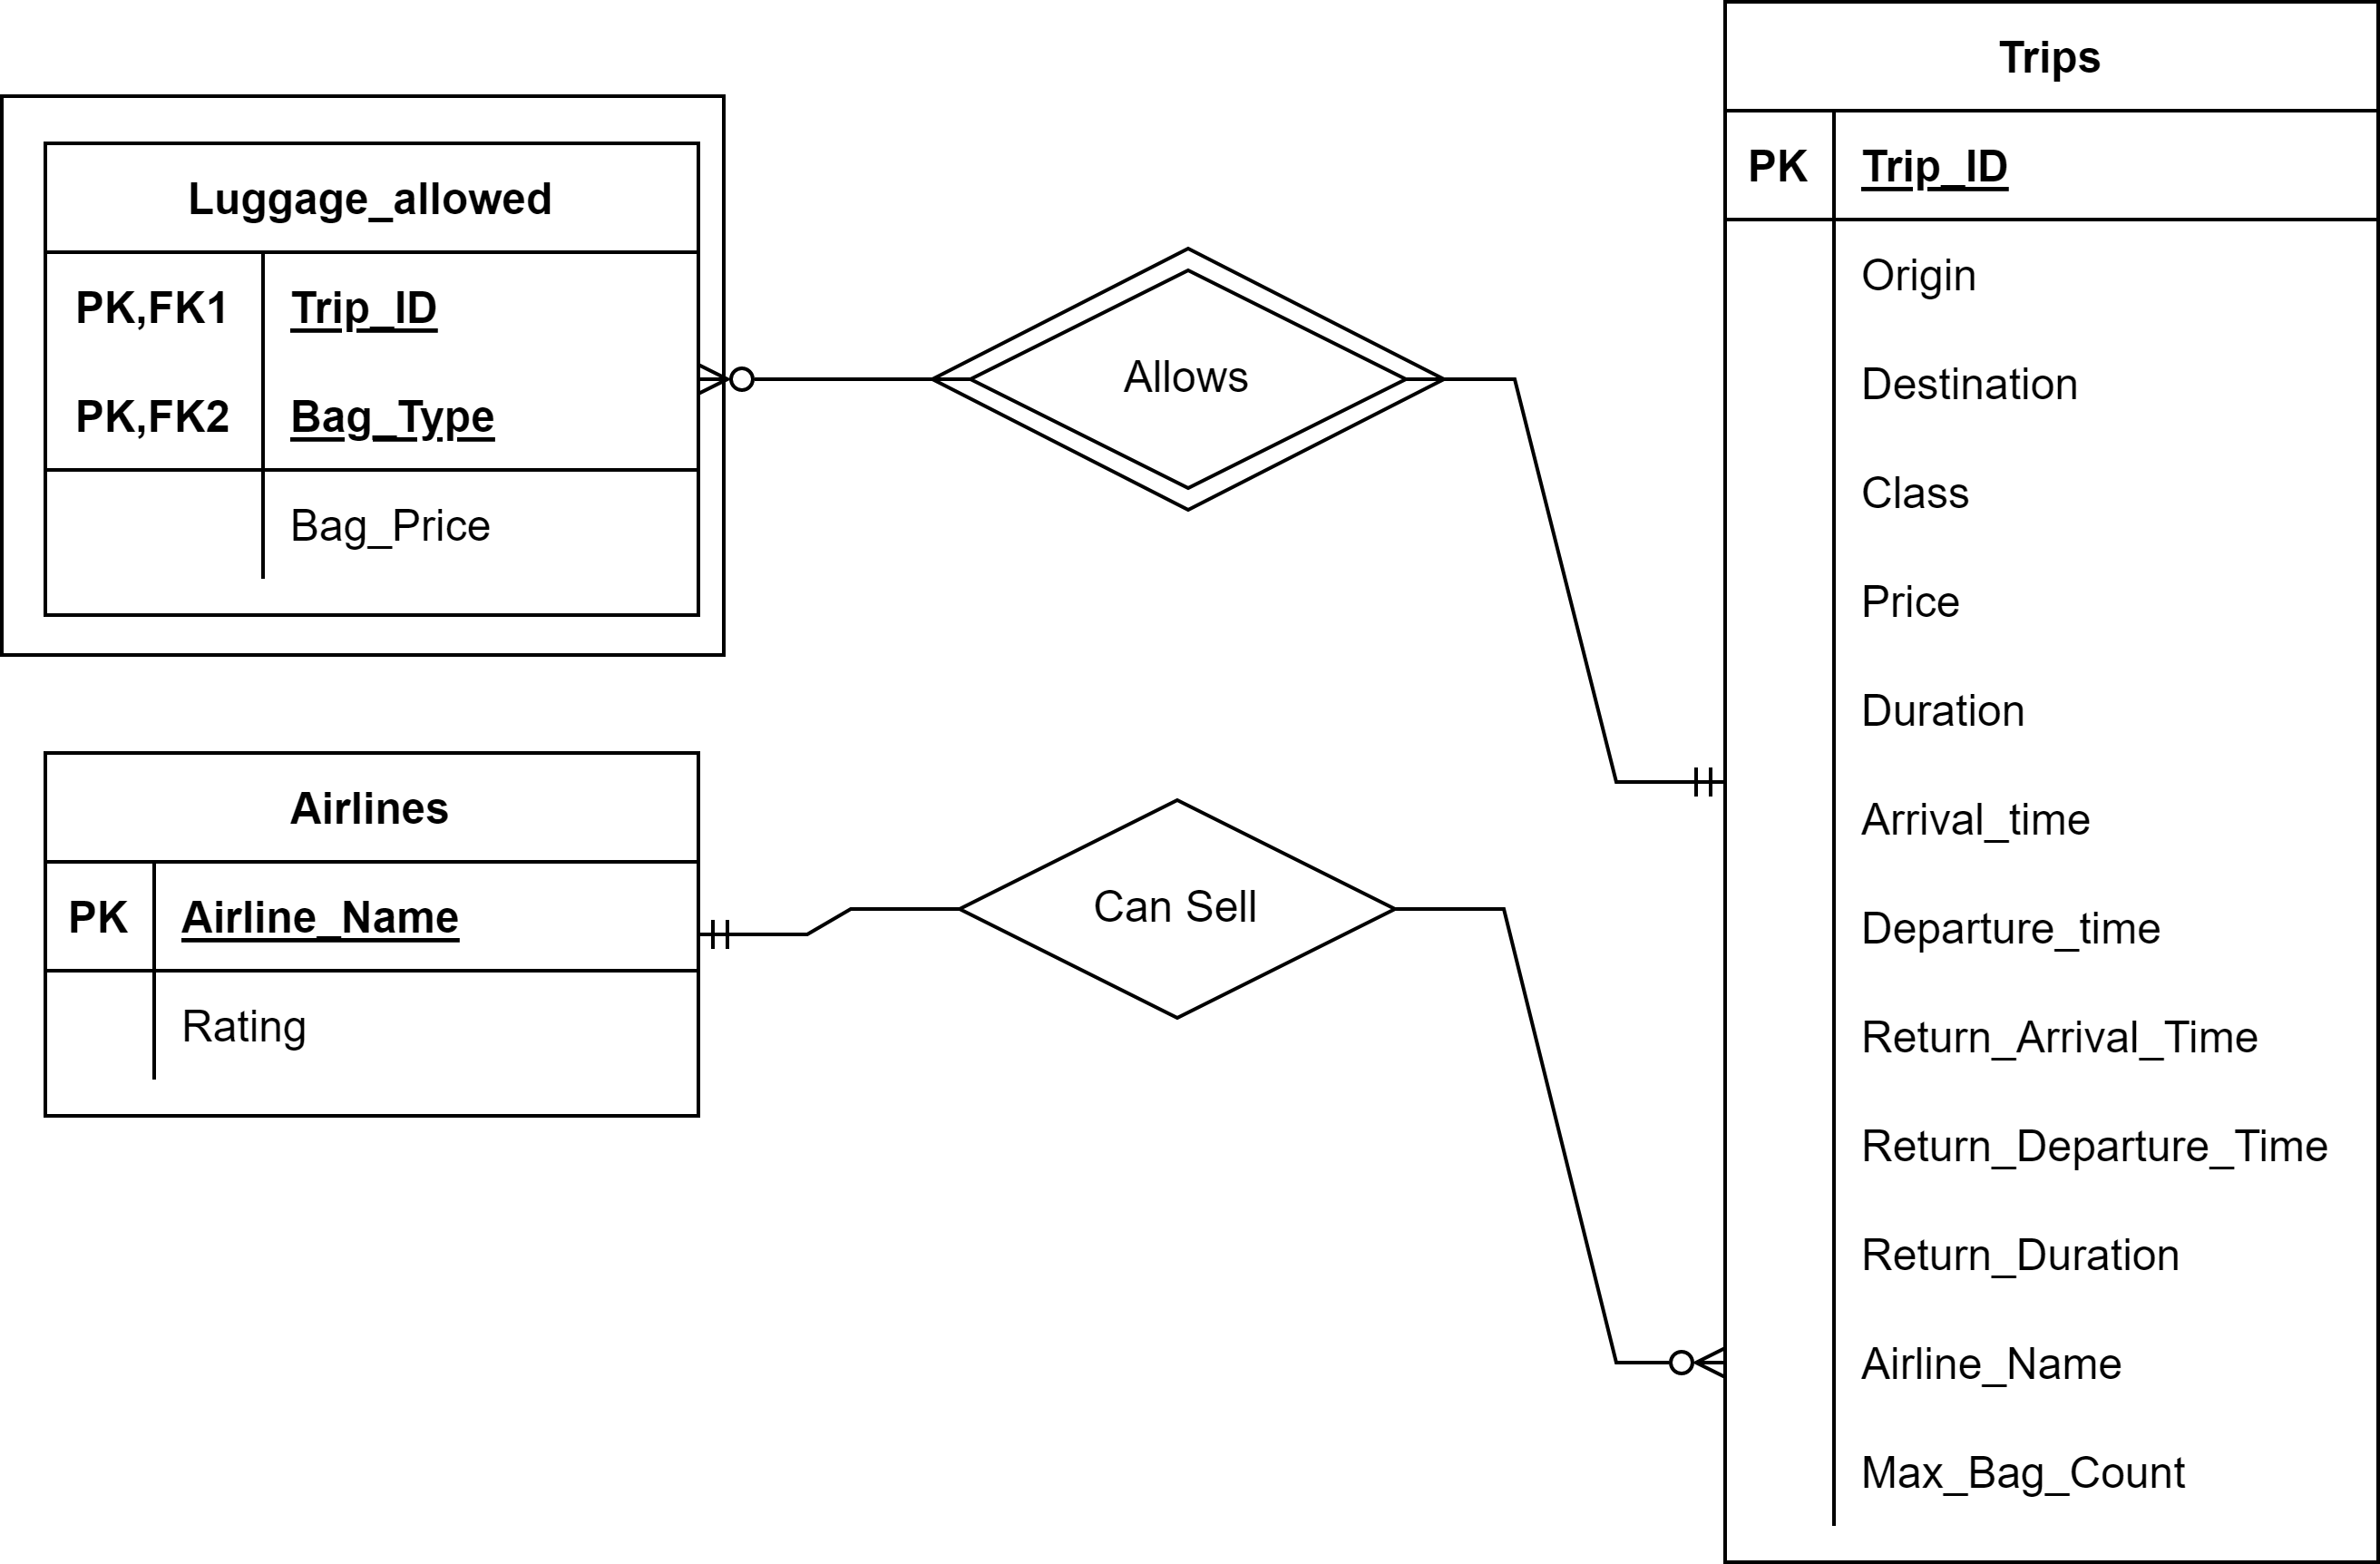 Luggage_allowed
PK,FK1 Trip_ID
PK,FK2 Bag_Type
Bag_Price
Allows
Airlines
PK Airline_Name
Rating
Can Sell
Trips
PK Trip_ID
Origin
Destination
Class
Price
Duration
Arrival_time
Departure_time
Return_Arrival_Time
Return_Departure_Time
Return_Duration
Airline_Name
Max_Bag_Count